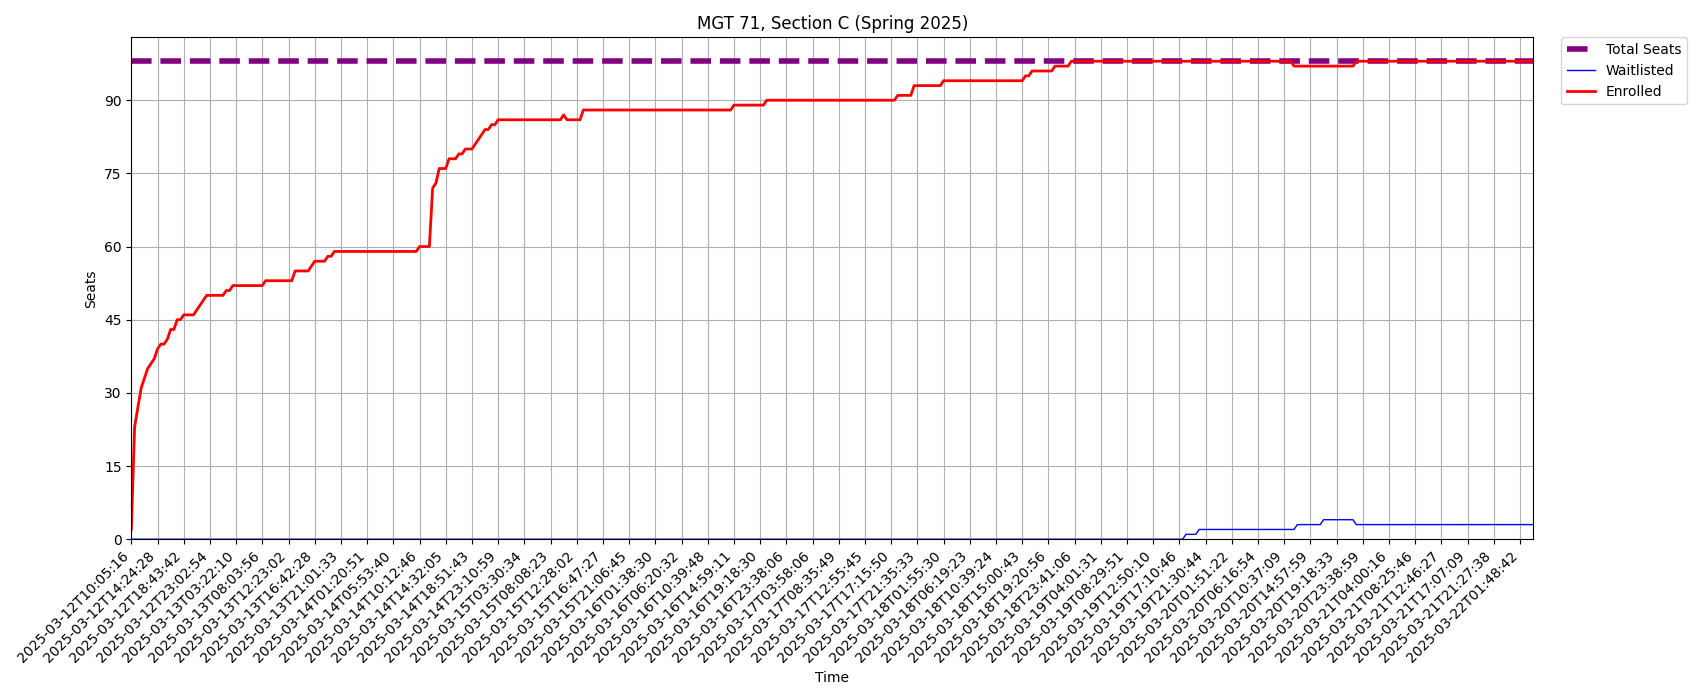 MGT 71, Section C (Spring 2025)
Total Seats
Waitlisted
Enrolled
Seats
90
75
60
45
30
15
0
2025-03-12T10:05:16
2025-03-12T14:24:28
2025-03-12T18:43:42
2025-03-12T23:02:54
2025-03-13T03:22:10
2025-03-13T08:03:56
2025-03-13T12:23:02
2025-03-13T16:42:28
2025-03-13T21:01:33
2025-03-14T01:20:51
2025-03-14T05:53:40
2025-03-14T10:12:46
2025-03-14T14:32:05
2025-03-14T18:51:43
2025-03-14T23:10:59
2025-03-15T03:30:34
2025-03-15T08:08:23
2025-03-15T12:28:02
2025-03-15T16:47:27
2025-03-15T21:06:45
2025-03-16T01:38:30
2025-03-16T06:20:32
2025-03-16T10:39:48
2025-03-16T14:59:11
2025-03-16T19:18:30
2025-03-16T23:38:06
2025-03-17T03:58:06
2025-03-17T08:35:49
2025-03-17T12:55:45
2025-03-17T17:15:50
2025-03-17T21:35:33
2025-03-18T01:55:30
2025-03-18T06:19:23
2025-03-18T10:39:24
2025-03-18T15:00:43
2025-03-18T19:20:56
2025-03-18T23:41:06
2025-03-19T04:01:31
2025-03-19T08:29:51
2025-03-19T12:50:10
2025-03-19T17:10:46
2025-03-19T21:30:44
2025-03-20T01:51:22
2025-03-20T06:16:54
2025-03-20T10:37:09
2025-03-20T14:57:59
2025-03-20T19:18:33
2025-03-20T23:38:59
2025-03-21T04:00:16
2025-03-21T08:25:46
2025-03-21T12:46:27
2025-03-21T17:07:09
2025-03-21T21:27:38
2025-03-22T01:48:42
Time